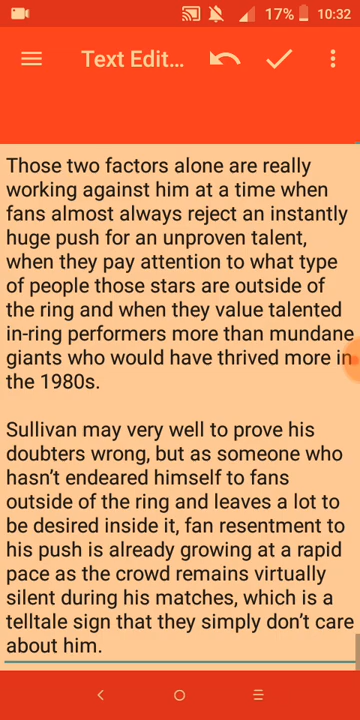 17% 10:32
Text Edit...
Those two factors alone are really
working against him at a time when
fans almost always reject an instantly
huge push for an unproven talent,
when they pay attention to what type
of people those stars are outside of
the ring and when they value talented
in-ring performers more than mundane
giants who would have thrived more in
the 1980s.
Sullivan may very well to prove his
doubters wrong, but as someone who
hasn’t endeared himself to fans
outside of the ring and leaves a lot to
be desired inside it, fan resentment to
his push is already growing at a rapid
pace as the crowd remains virtually
silent during his matches, which is a
telltale sign that they simply don’t care
about him.